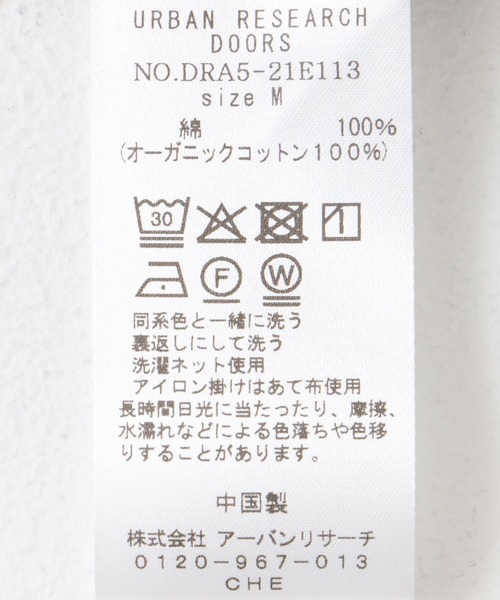 URBAN RESEARCH
DOORS
NO.DRA5-21E113
size M
綿 100%
(オーガニックコットン100%)
30
F W
同系色と一緒に洗う
裏返しにして洗う
洗濯ネット使用
アイロン掛けはあて布使用
長時間日光に当たったり、摩擦、
水濡れなどによる色落ちや色移
りすることがあります。
中国製
株式会社 アーバンリサーチ
0120-967-013
CHE